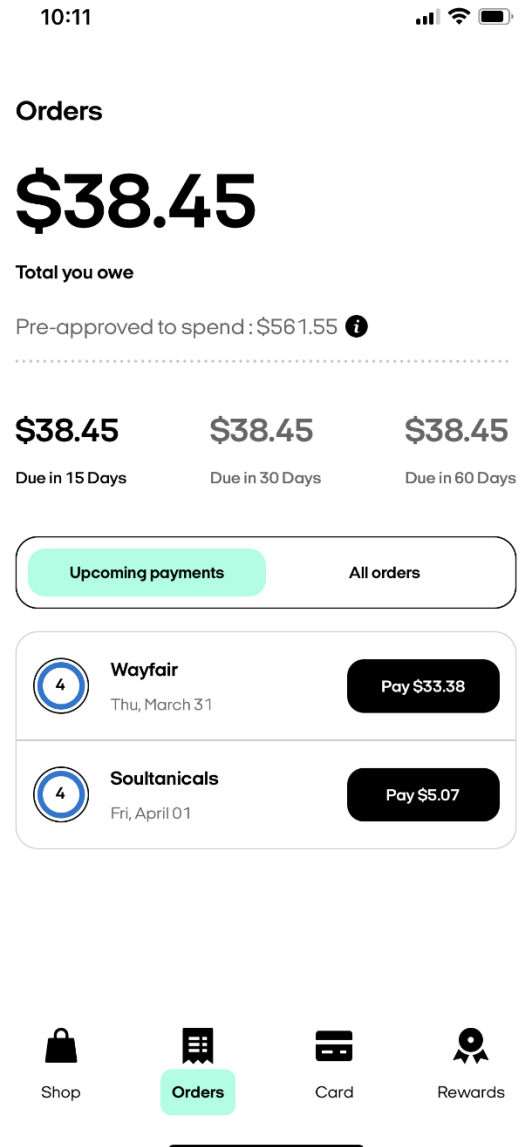 10:11
Orders
$38.45
Total you owe
Pre-approved to spend : $561.55 i
$38.45 $38.45 $38.45
Due in 15 Days Due in 30 Days Due in 60 Days
Upcoming payments All orders
4 Wayfair
Thu, March 31
Pay $33.38
4 Soultanicals
Fri, April 01
Pay $5.07
Shop Orders Card Rewards